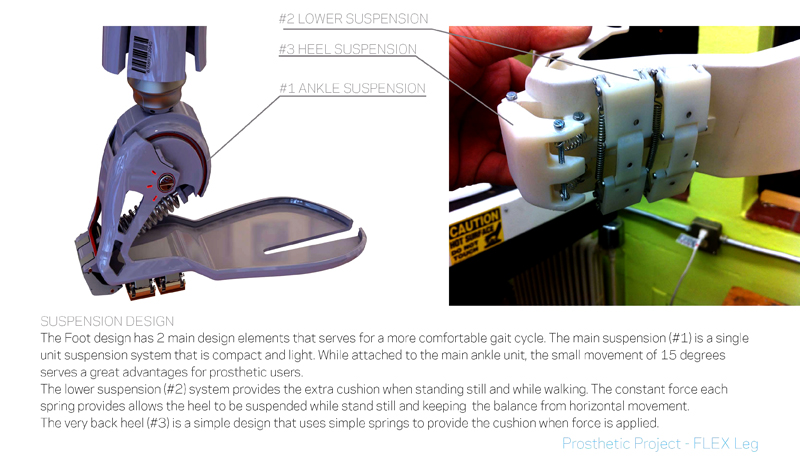 #2 LOWER SUSPENSION
#3 HEEL SUSPENSION
#1 ANKLE SUSPENSION
CAUTION
HOT SURFACE
DO NOT
TOUCH
SUSPENSION DESIGN
The Foot design has 2 main design elements that serves for a more comfortable gait cycle. The main suspension (#1) is a single
unit suspension system that is compact and light. While attached to the main ankle unit, the small movement of 15 degrees
serves a great advantages for prosthetic users.
The lower suspension (#2) system provides the extra cushion when standing still and while walking. The constant force each
spring provides allows the heel to be suspended while stand still and keeping the balance from horizontal movement.
The very back heel (#3) is a simple design that uses simple springs to provide the cushion when force is applied.
Prosthetic Project - FLEX Leg